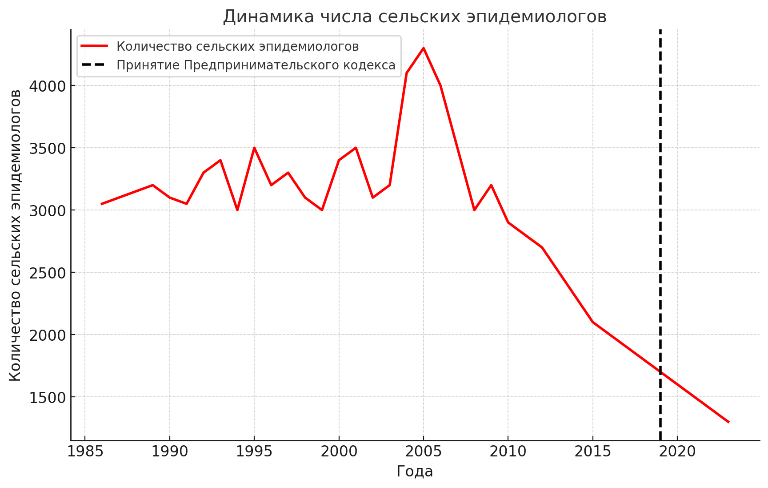 Динамика числа сельских эпидемиологов
Количество сельских эпидемиологов
Принятие Предпринимательского кодекса
Количество сельских эпидемиологов
4000
3500
3000
2500
2000
1500
1985 1990 1995 2000 2005 2010 2015 2020
Года